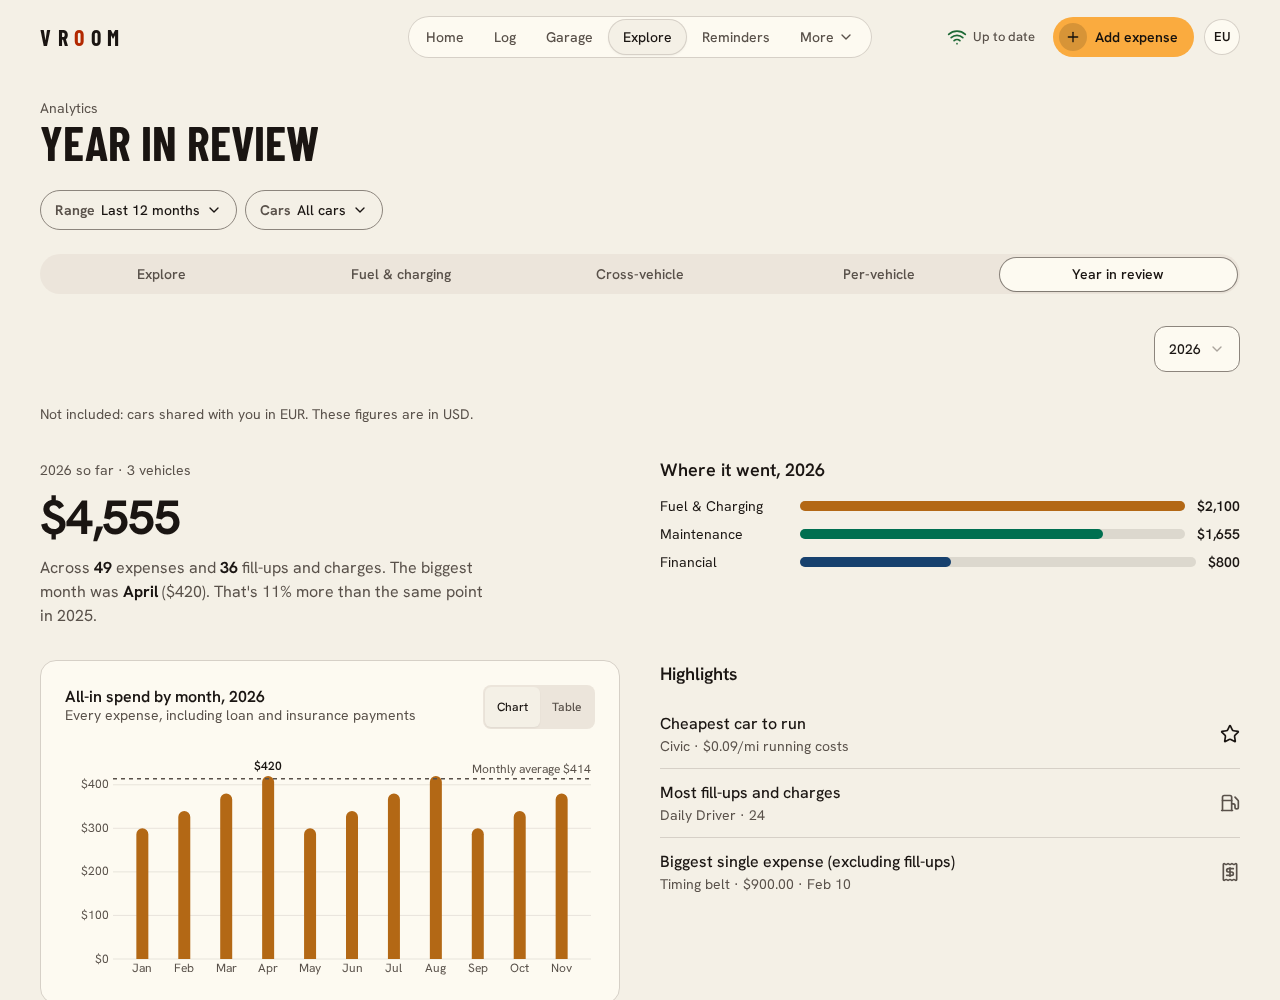 VROOM
Home
Log
Garage
Explore
Reminders
More
Up to date
Add expense
EU
Analytics
YEAR IN REVIEW
Range Last 12 months
Cars All cars
Explore
Fuel & charging
Cross-vehicle
Per-vehicle
Year in review
2026
Not included: cars shared with you in EUR. These figures are in USD.
2026 so far · 3 vehicles
$4,555
Across 49 expenses and 36 fill-ups and charges. The biggest
month was April ($420). That's 11% more than the same point
in 2025.
Where it went, 2026
Fuel & Charging $2,100
Maintenance $1,655
Financial $800
All-in spend by month, 2026
Every expense, including loan and insurance payments
Chart
Table
$420
Monthly average $414
$400
$300
$200
$100
$0
Jan Feb Mar Apr May Jun Jul Aug Sep Oct Nov
Highlights
Cheapest car to run
Civic · $0.09/mi running costs
Most fill-ups and charges
Daily Driver · 24
Biggest single expense (excluding fill-ups)
Timing belt · $900.00 · Feb 10